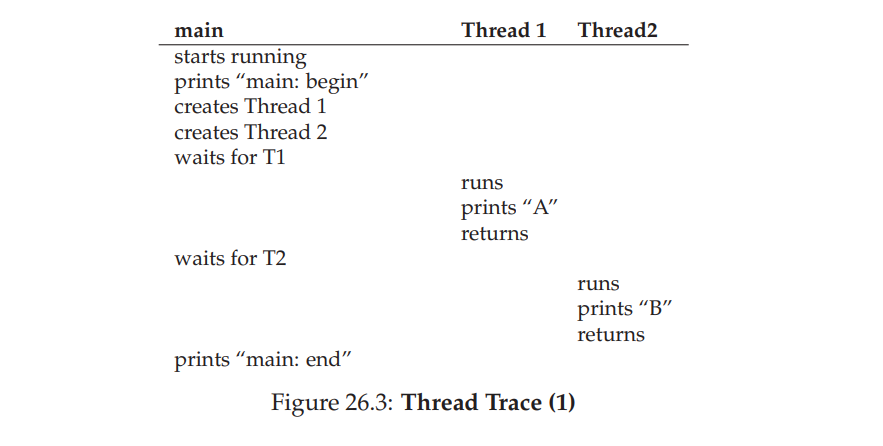 main Thread 1 Thread2
starts running
prints “main: begin”
creates Thread 1
creates Thread 2
waits for T1
runs
prints “A”
returns
waits for T2
runs
prints “B”
returns
prints “main: end”
Figure 26.3: Thread Trace (1)